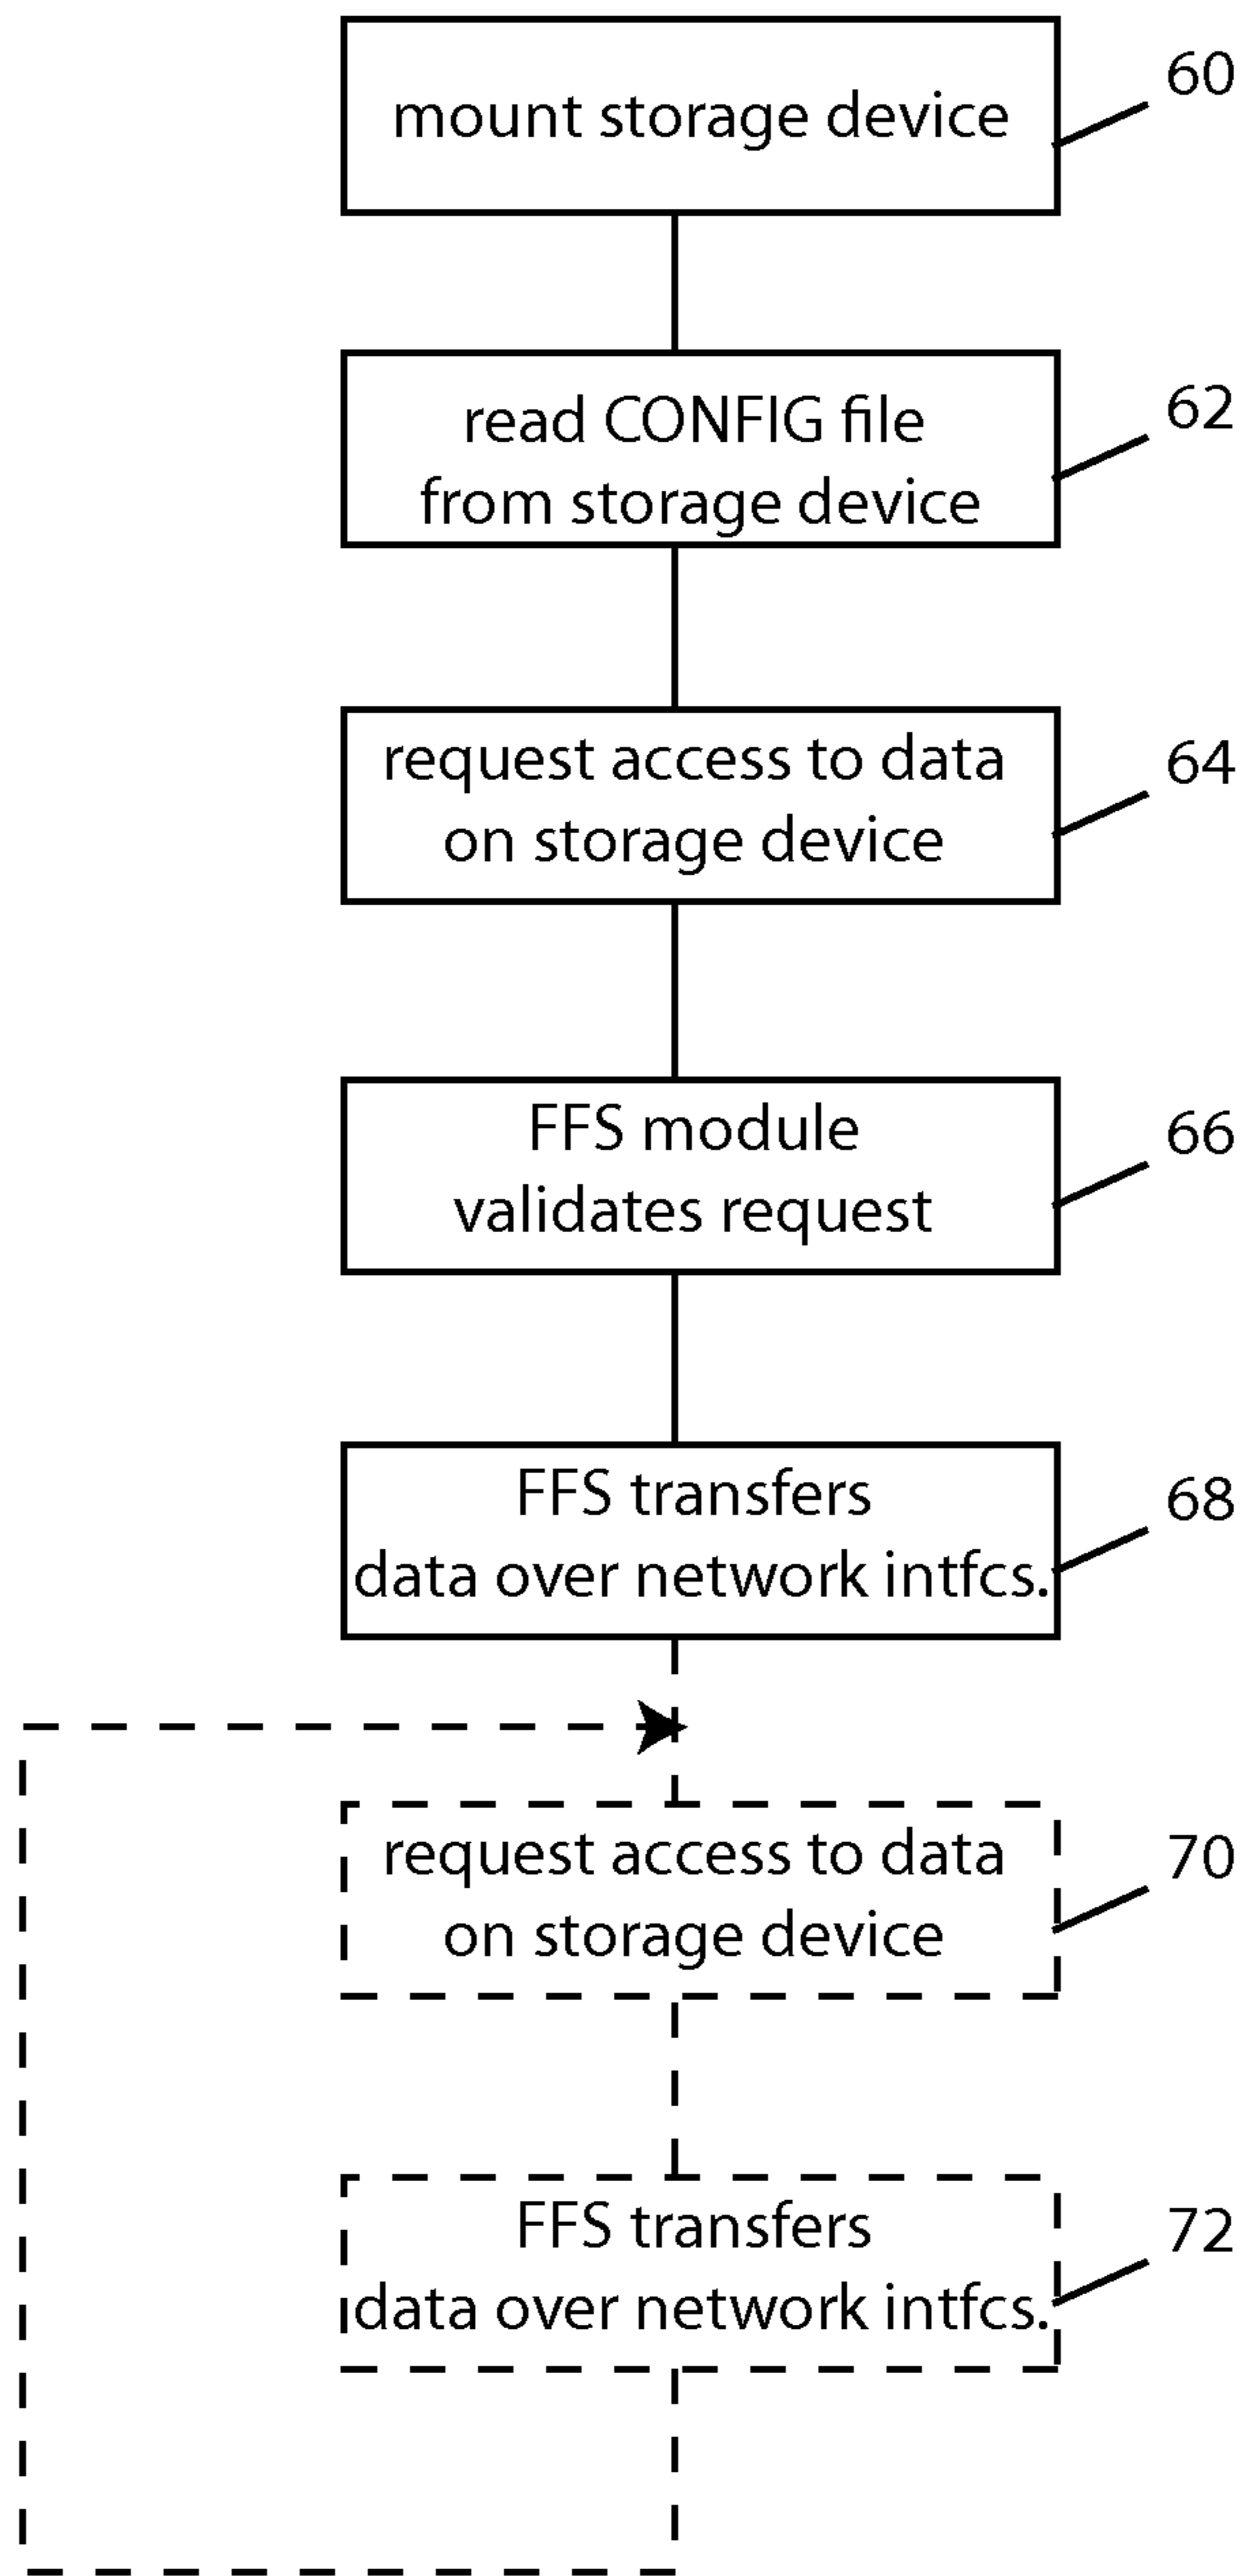 mount storage device
60
read CONFIG file
from storage device
62
request access to data
on storage device
64
FFS module
validates request
66
FFS transfers
data over network intfcs.
68
request access to data
on storage device
70
FFS transfers
data over network intfcs.
72